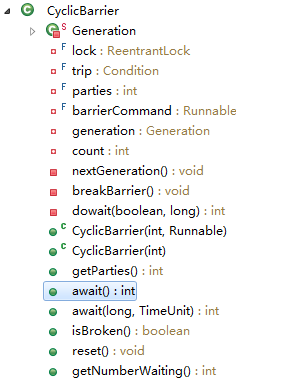 CyclicBarrier
S Generation
F lock : ReentrantLock
F trip : Condition
F parties : int
F barrierCommand : Runnable
generation : Generation
count : int
nextGeneration() : void
breakBarrier() : void
dowait(boolean, long) : int
C CyclicBarrier(int, Runnable)
C CyclicBarrier(int)
getParties() : int
await() : int
await(long, TimeUnit) : int
isBroken() : boolean
reset() : void
getNumberWaiting() : int